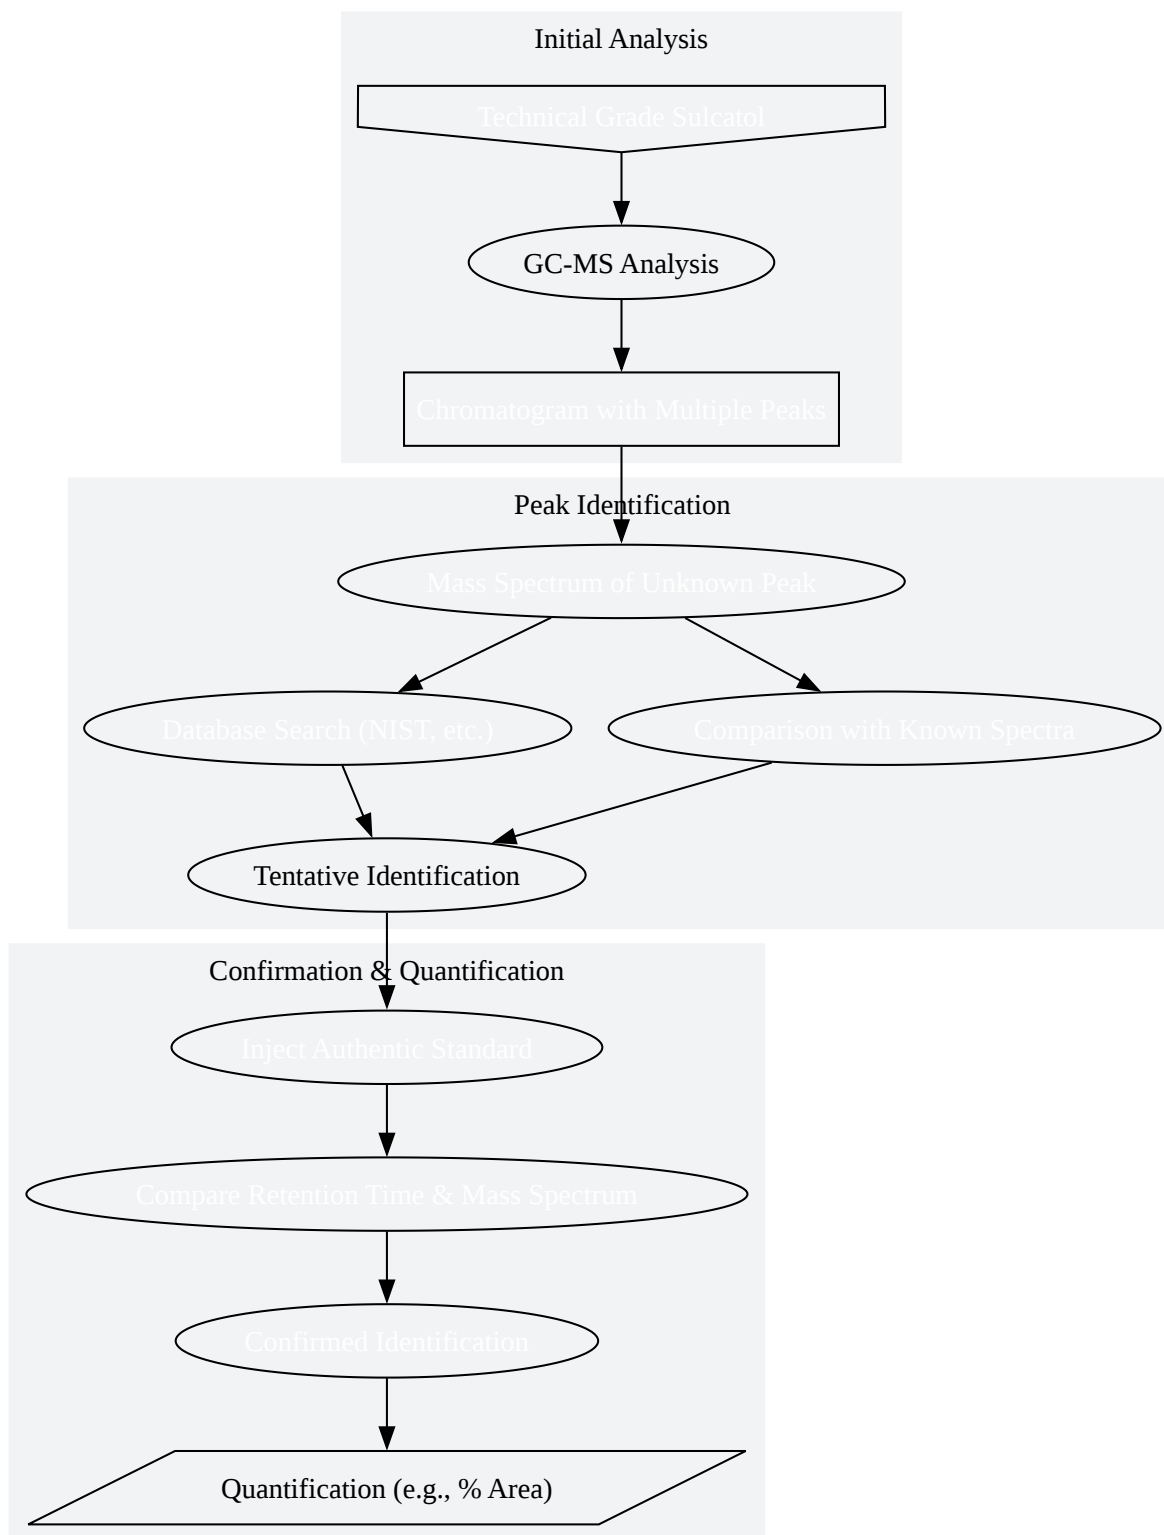 Initial Analysis
Technical Grade Sulcatol
GC-MS Analysis
Chromatogram with Multiple Peaks
Peak Identification
Mass Spectrum of Unknown Peak
Database Search (NIST, etc.)
Comparison with Known Spectra
Tentative Identification
Confirmation & Quantification
Inject Authentic Standard
Compare Retention Time & Mass Spectrum
Confirmed Identification
Quantification (e.g., % Area)